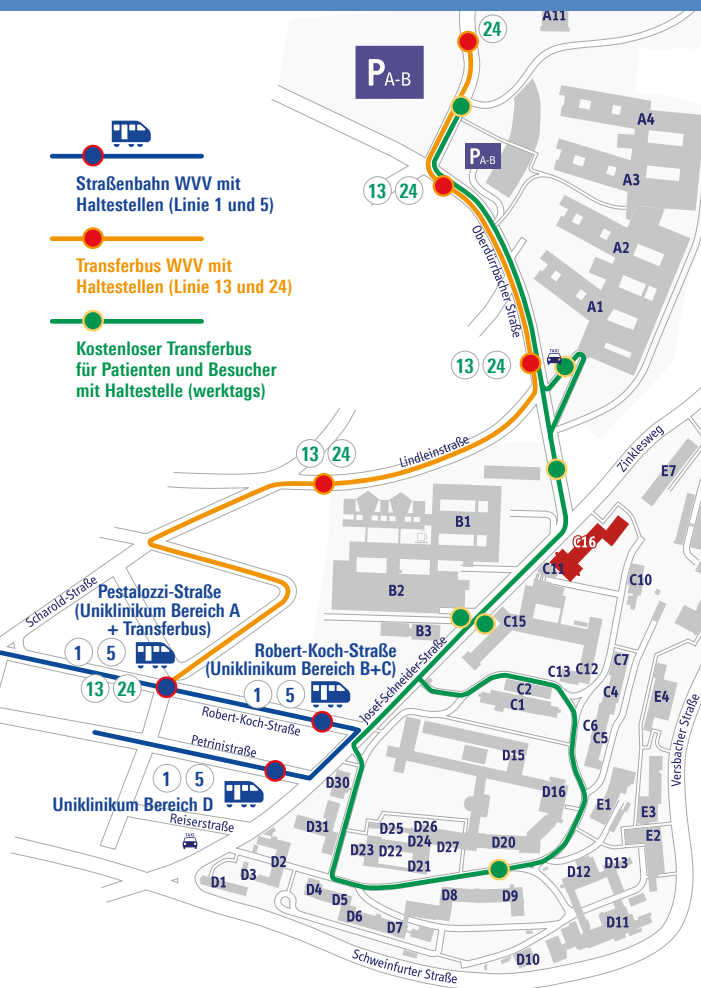 24
A11
PA-B
A4
PA-B
A3
13 24
Straßenbahn WVV mit
Haltestellen (Linie 1 und 5)
Oberdürrbacher Straße
A2
Transferbus WVV mit
Haltestellen (Linie 13 und 24)
A1
Kostenloser Transferbus
für Patienten und Besucher
mit Haltestelle (werktags)
TAXI
13 24
13 24
Lindleinstraße
Zinklesweg
E7
B1
C16
C11
C10
Scharold-Straße
B2
Pestalozzi-Straße
(Uniklinikum Bereich A
+ Transferbus)
C15
B3
Robert-Koch-Straße
(Uniklinikum Bereich B+C)
Josef-Schneider-Straße
1 5
13 24
1 5
C13
C12
C7
C2
C1
C4
E4
Robert-Koch-Straße
C6
C5
Versbacher Straße
Petrinistraße
D15
1 5
Uniklinikum Bereich D
D30
D16
E1
E3
Reiserstraße
TAXI
D31
D25
D26
D24
D20
E2
D23
D22
D27
D21
D2
D3
D1
D12
D13
D4
D5
D6
D7
D8
D9
D11
D10
Schweinfurter Straße